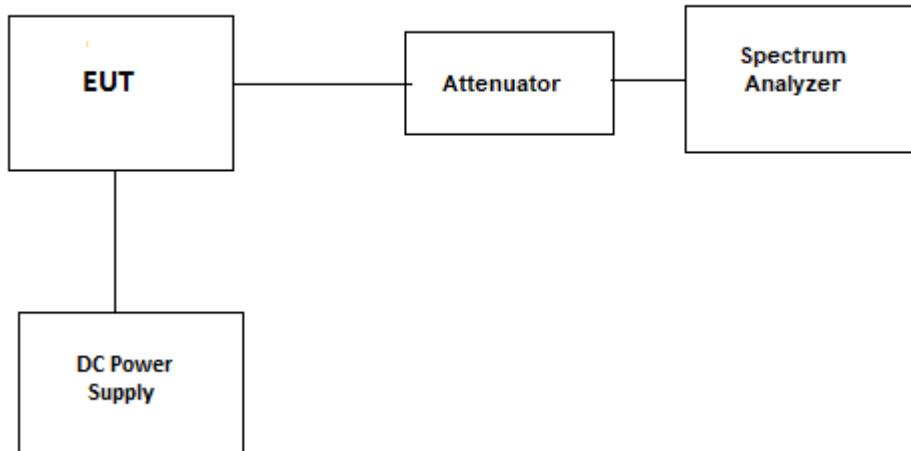 EUT
Attenuator
Spectrum
Analyzer
DC Power
Supply